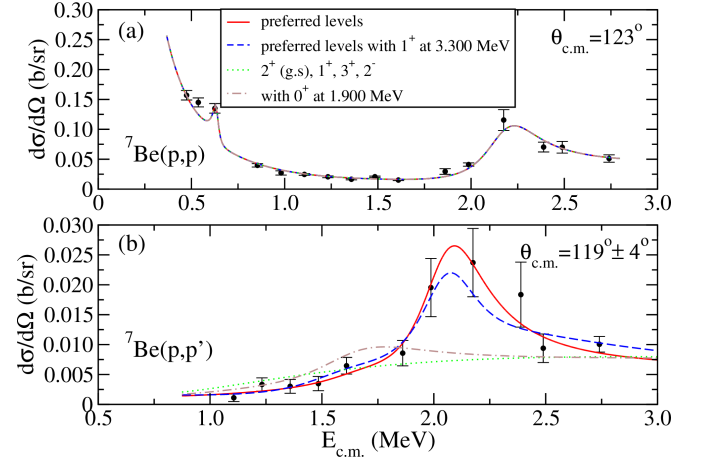 0.30
0.25
0.20
0.15
0.10
0.05
0
dσ/dΩ (b/sr)
(a)
preferred levels
preferred levels with 1⁺ at 3.300 MeV
2⁺ (g.s), 1⁺, 3⁺, 2⁻
with 0⁺ at 1.900 MeV
θc.m.=123°
⁷Be(p,p)
0 0.5 1.0 1.5 2.0 2.5 3.0
0.030
0.025
0.020
0.015
0.010
0.005
0
dσ/dΩ (b/sr)
(b)
θc.m.=119°± 4°
⁷Be(p,p’)
0.5 1.0 1.5 2.0 2.5 3.0
Ec.m. (MeV)